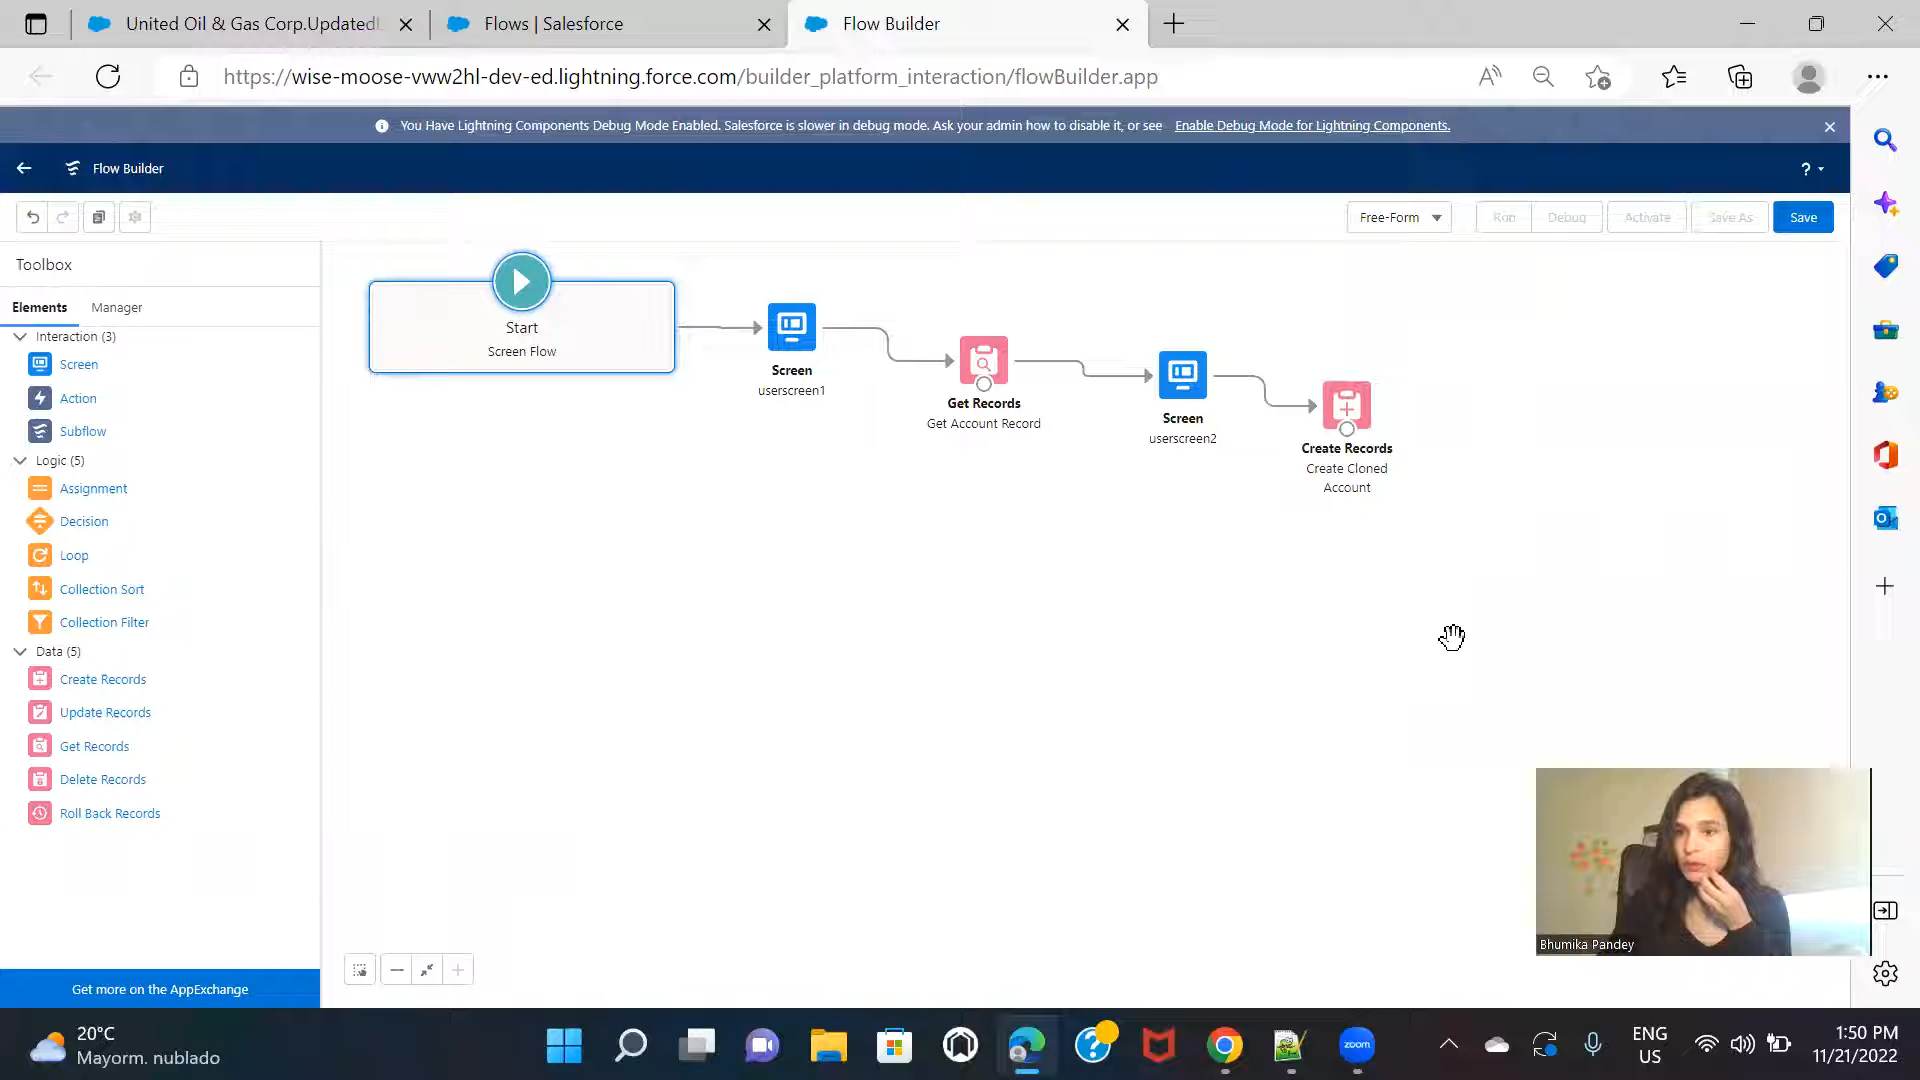 United Oil & Gas Corp.Updated
Flows | Salesforce
Flow Builder
https://wise-moose-vww2hl-dev-ed.lightning.force.com/builder_platform_interaction/flowBuilder.app
You Have Lightning Components Debug Mode Enabled. Salesforce is slower in debug mode. Ask your admin how to disable it, or see Enable Debug Mode for Lightning Components.
Flow Builder
?
Free-Form
Run
Debug
Activate
Save As
Save
Toolbox
Elements
Manager
Interaction (3)
Screen
Action
Subflow
Logic (5)
Assignment
Decision
Loop
Collection Sort
Collection Filter
Data (5)
Create Records
Update Records
Get Records
Delete Records
Roll Back Records
Get more on the AppExchange
Start
Screen Flow
Screen
userscreen1
Get Records
Get Account Record
Screen
userscreen2
Create Records
Create Cloned
Account
Bhumika Pandey
20°C
Mayorm. nublado
zoom
ENG
US
1:50 PM
11/21/2022